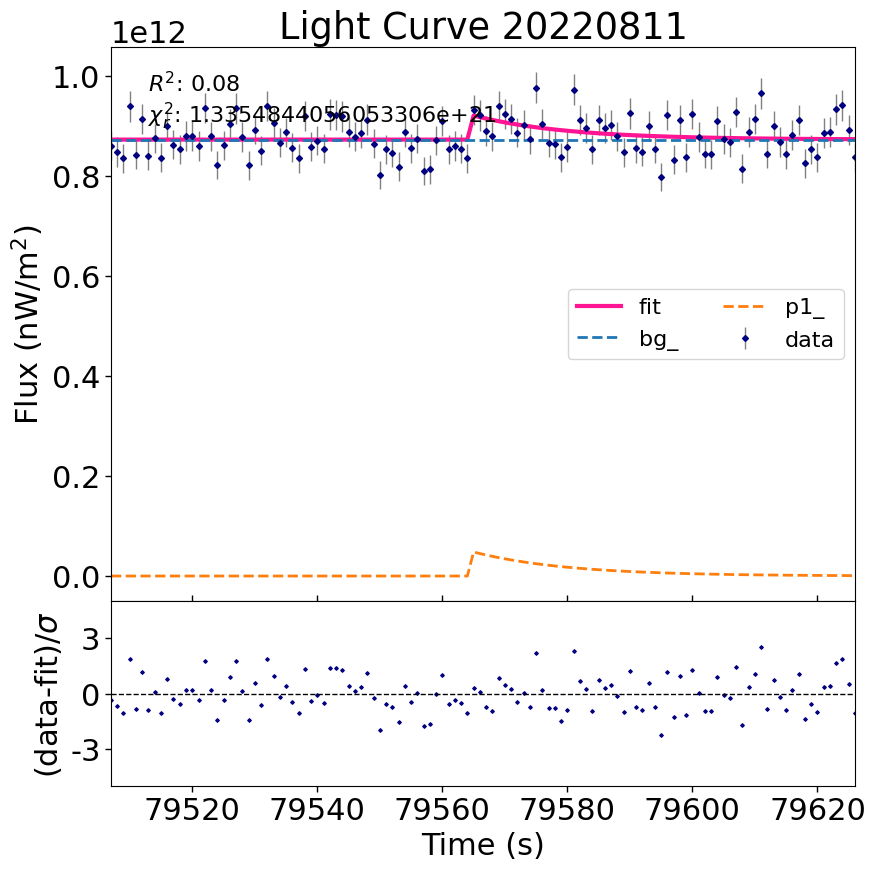 Light Curve 20220811
1e12
R²: 0.08
χ²: 1.3354844056053306e+21
1.0
0.8
0.6
0.4
0.2
0.0
Flux (nW/m²)
fit
bg_
p1_
data
3
0
-3
(data-fit)/σ
79520 79540 79560 79580 79600 79620
Time (s)